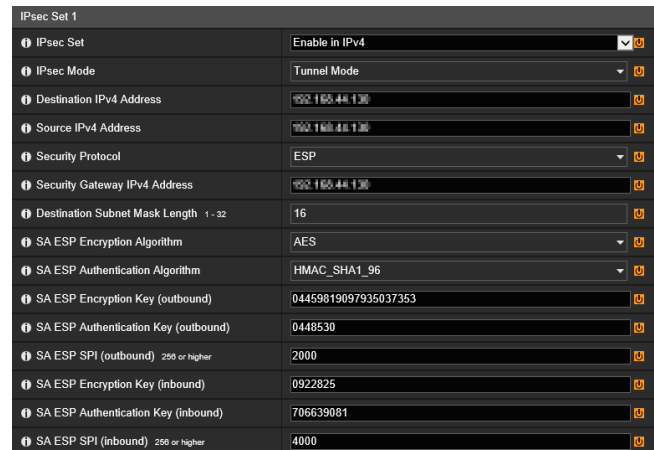 IPsec Set 1
IPsec Set Enable in IPv4
IPsec Mode Tunnel Mode
Destination IPv4 Address
Source IPv4 Address
Security Protocol ESP
Security Gateway IPv4 Address
Destination Subnet Mask Length 1 - 32 16
SA ESP Encryption Algorithm AES
SA ESP Authentication Algorithm HMAC_SHA1_96
SA ESP Encryption Key (outbound) 04459819097935037353
SA ESP Authentication Key (outbound) 0448530
SA ESP SPI (outbound) 256 or higher 2000
SA ESP Encryption Key (inbound) 0922825
SA ESP Authentication Key (inbound) 706639081
SA ESP SPI (inbound) 256 or higher 4000